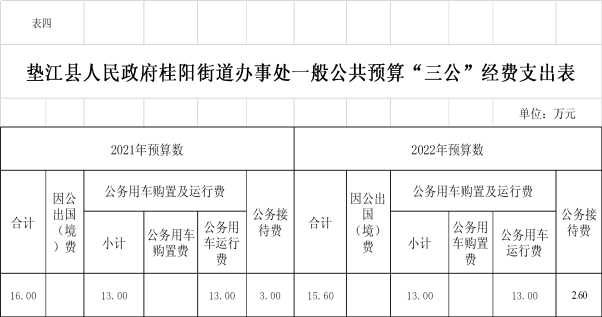 表四
垫江县人民政府桂阳街道办事处一般公共预算“三公”经费支出表
单位：万元
2021年预算数 2022年预算数
合计 因公出国（境）费 公务用车购置及运行费 公务接待费 合计 因公出国（境）费 公务用车购置及运行费 公务接待费
小计 公务用车购置费 公务用车运行费 小计 公务用车购置费 公务用车运行费
16.00 13.00 13.00 3.00 15.60 13.00 13.00 2.60